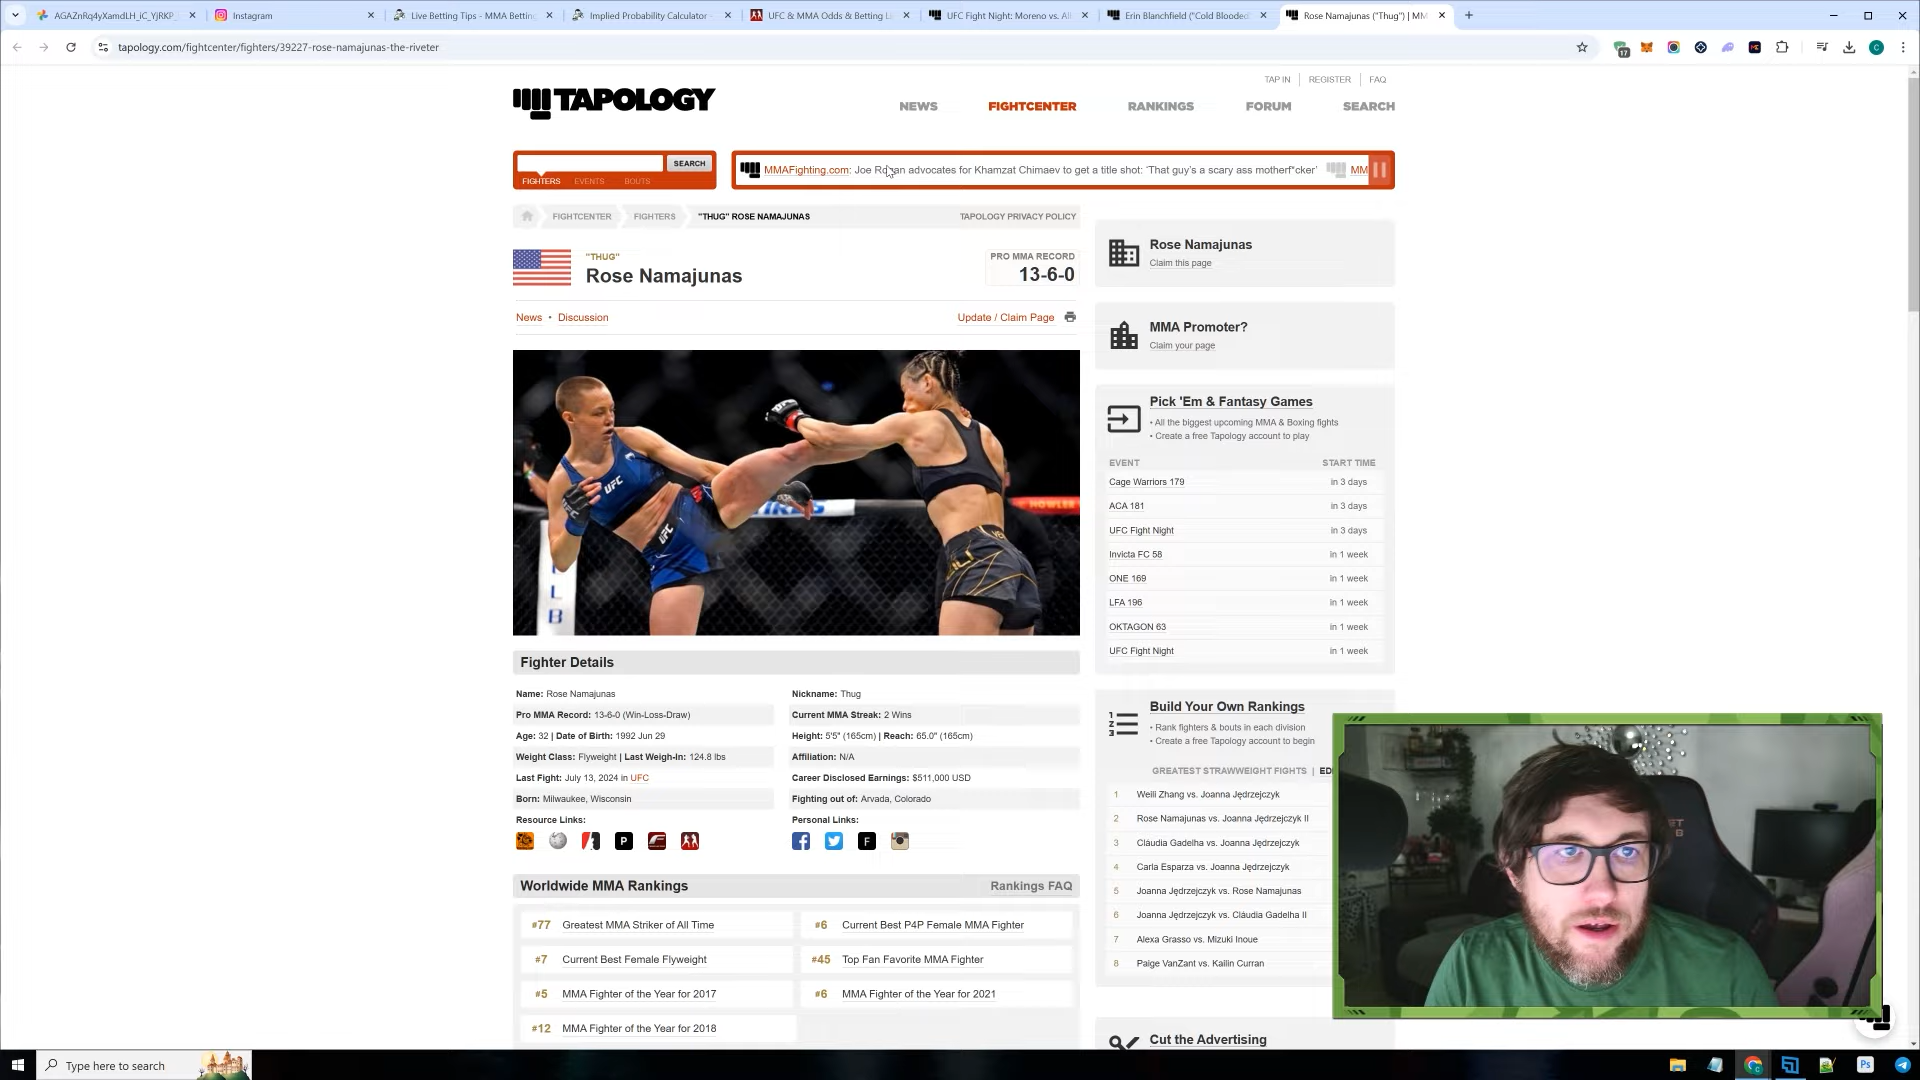 AGAZnRq4yXamdLH_iC_YjRKP_
Instagram
Live Betting Tips - MMA Betting
Implied Probability Calculator -
UFC & MMA Odds & Betting Li
UFC Fight Night: Moreno vs. Al
Erin Blanchfield ("Cold Blooded"
Rose Namajunas ("Thug") | MM
tapology.com/fightcenter/fighters/39227-rose-namajunas-the-riveter
17
C
TAP IN
REGISTER
FAQ
TAPOLOGY
NEWS
FIGHTCENTER
RANKINGS
FORUM
SEARCH
SEARCH
FIGHTERS
EVENTS
BOUTS
MMAFighting.com: Joe Rogan advocates for Khamzat Chimaev to get a title shot: 'That guy's a scary ass motherf*cker'
MM
FIGHTCENTER
FIGHTERS
"THUG" ROSE NAMAJUNAS
TAPOLOGY PRIVACY POLICY
"THUG"
Rose Namajunas
PRO MMA RECORD
13-6-0
News • Discussion
Update / Claim Page
UFC
UFC
HOWLER
L B
Fighter Details
Name: Rose Namajunas
Nickname: Thug
Pro MMA Record: 13-6-0 (Win-Loss-Draw)
Current MMA Streak: 2 Wins
Age: 32 | Date of Birth: 1992 Jun 29
Height: 5'5" (165cm) | Reach: 65.0" (165cm)
Weight Class: Flyweight | Last Weigh-In: 124.8 lbs
Affiliation: N/A
Last Fight: July 13, 2024 in UFC
Career Disclosed Earnings: $511,000 USD
Born: Milwaukee, Wisconsin
Fighting out of: Arvada, Colorado
Resource Links:
Personal Links:
P
F
Worldwide MMA Rankings
Rankings FAQ
#77 Greatest MMA Striker of All Time
#6 Current Best P4P Female MMA Fighter
#7 Current Best Female Flyweight
#45 Top Fan Favorite MMA Fighter
#5 MMA Fighter of the Year for 2017
#6 MMA Fighter of the Year for 2021
#12 MMA Fighter of the Year for 2018
Rose Namajunas
Claim this page
MMA Promoter?
Claim your page
Pick 'Em & Fantasy Games
• All the biggest upcoming MMA & Boxing fights
• Create a free Tapology account to play
EVENT
START TIME
Cage Warriors 179
in 3 days
ACA 181
in 3 days
UFC Fight Night
in 3 days
Invicta FC 58
in 1 week
ONE 169
in 1 week
LFA 196
in 1 week
OKTAGON 63
in 1 week
UFC Fight Night
in 1 week
Build Your Own Rankings
• Rank fighters & bouts in each division
• Create a free Tapology account to begin
GREATEST STRAWWEIGHT FIGHTS | ED
1 Weili Zhang vs. Joanna Jędrzejczyk
2 Rose Namajunas vs. Joanna Jędrzejczyk II
3 Cláudia Gadelha vs. Joanna Jędrzejczyk
4 Carla Esparza vs. Joanna Jędrzejczyk
5 Joanna Jędrzejczyk vs. Rose Namajunas
6 Joanna Jędrzejczyk vs. Cláudia Gadelha II
7 Alexa Grasso vs. Mizuki Inoue
8 Paige VanZant vs. Kailin Curran
Cut the Advertising
Type here to search
Ps